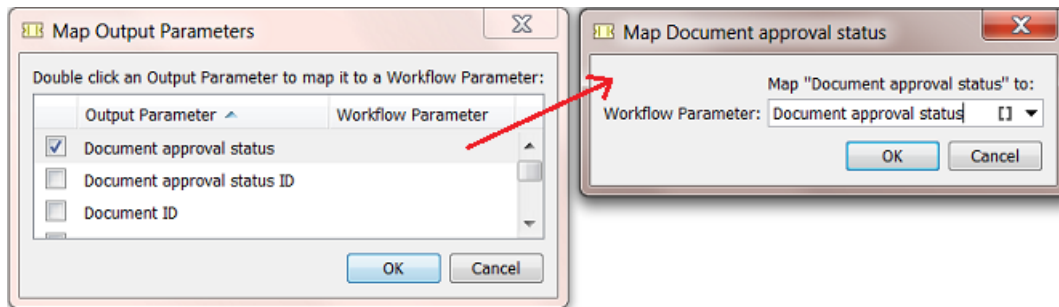 Map Output Parameters
Double click an Output Parameter to map it to a Workflow Parameter:
Output Parameter Workflow Parameter
Document approval status
Document approval status ID
Document ID
OK Cancel
Map Document approval status
Map "Document approval status" to:
Workflow Parameter: Document approval status []
OK Cancel